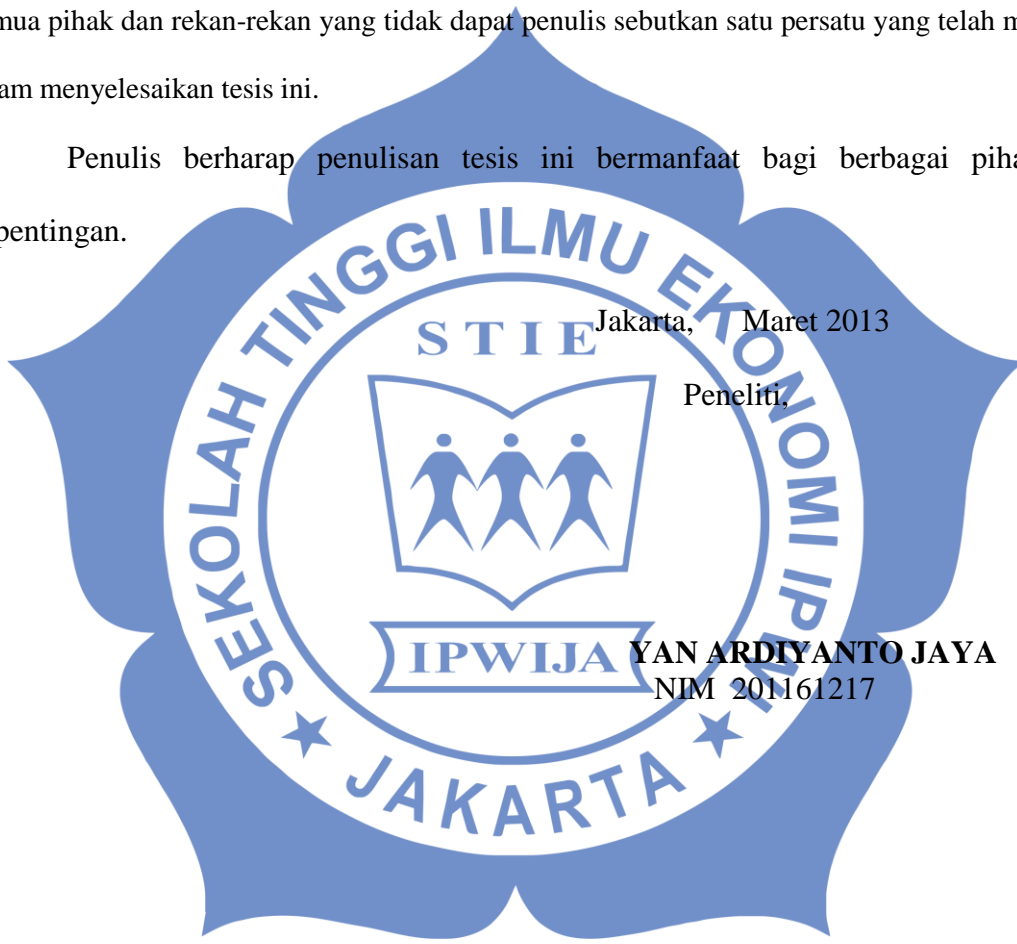 mua pihak dan rekan-rekan yang tidak dapat penulis sebutkan satu persatu yang telah m
am menyelesaikan tesis ini.
Penulis berharap penulisan tesis ini bermanfaat bagi berbagai piha
pentingan.
SEKOLAH TINGGI ILMU EKONOMI IPWI
STIE
Jakarta, Maret 2013
Peneliti,
IPWIJA
YAN ARDIYANTO JAYA
NIM 201161217
JAKARTA